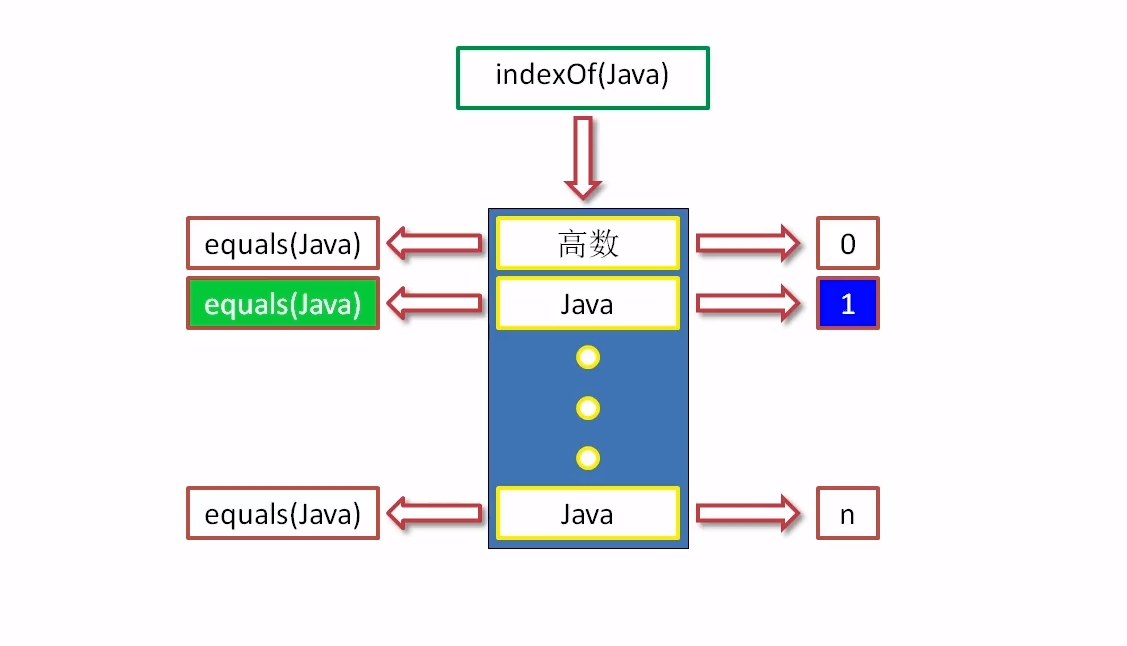 indexOf(Java)
equals(Java) 高数 0
equals(Java) Java 1
equals(Java) Java n